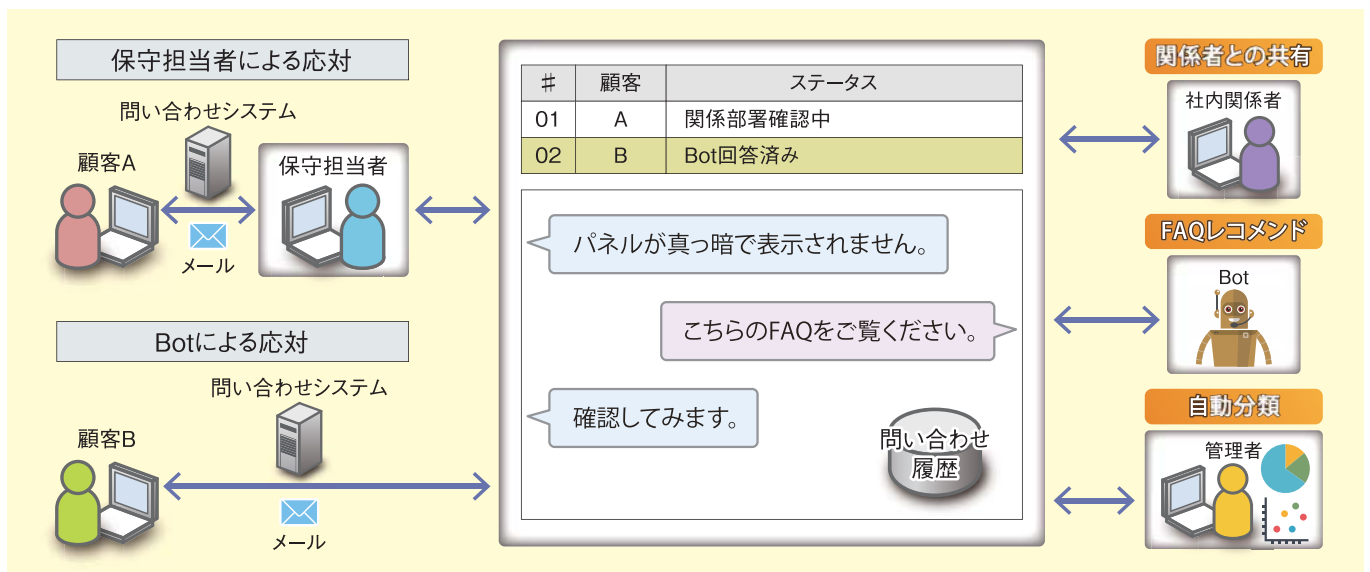 保守担当者による応対
問い合わせシステム
顧客A
保守担当者
メール
Botによる応対
問い合わせシステム
顧客B
メール
# 顧客 ステータス
01 A 関係部署確認中
02 B Bot回答済み
パネルが真っ暗で表示されません。
こちらのFAQをご覧ください。
確認してみます。
問い合わせ
履歴
関係者との共有
社内関係者
FAQレコメンド
Bot
自動分類
管理者